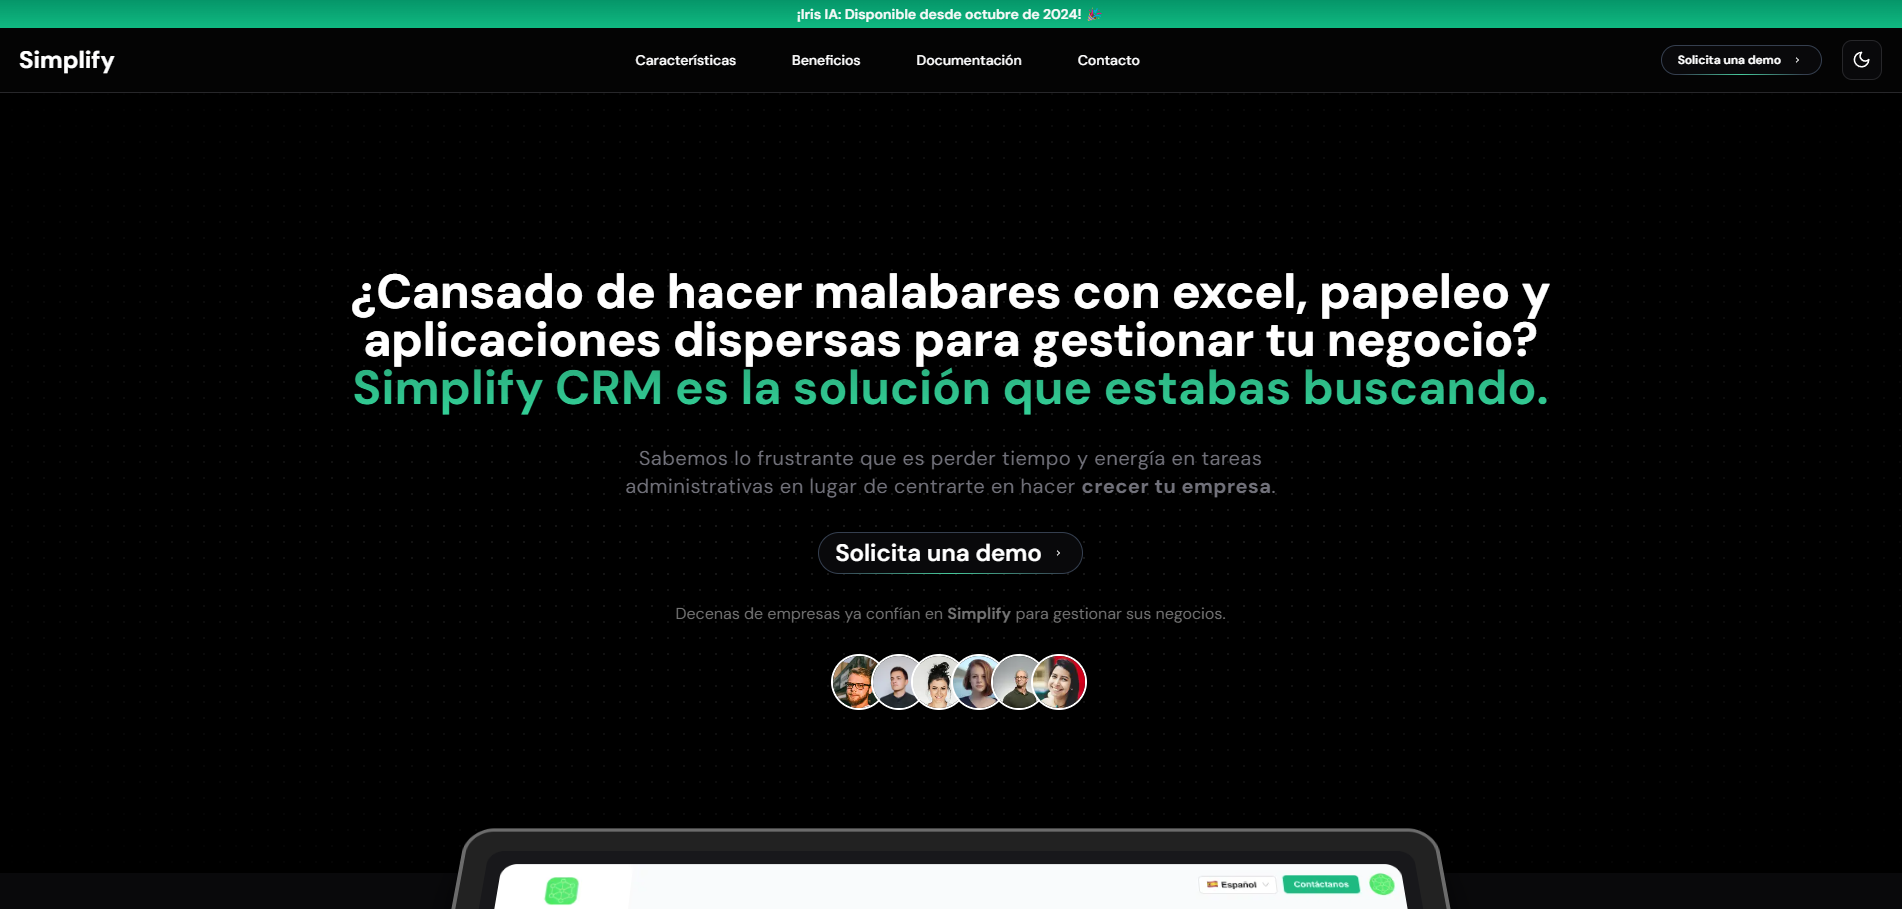 ¡Iris IA: Disponible desde octubre de 2024! 🎉
Simplify
Características
Beneficios
Documentación
Contacto
Solicita una demo
¿Cansado de hacer malabares con excel, papeleo y
aplicaciones dispersas para gestionar tu negocio?
Simplify CRM es la solución que estabas buscando.
Sabemos lo frustrante que es perder tiempo y energía en tareas
administrativas en lugar de centrarte en hacer crecer tu empresa.
Solicita una demo
Decenas de empresas ya confían en Simplify para gestionar sus negocios.
Español
Contáctanos